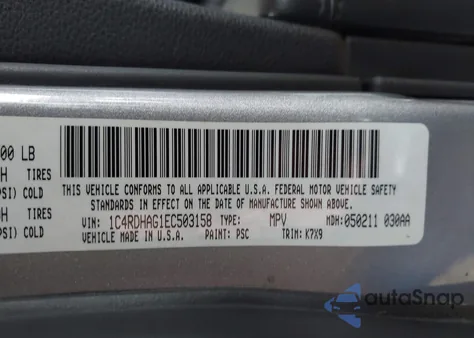 00 LB
H TIRES
PSI) COLD
H TIRES
PSI) COLD
THIS VEHICLE CONFORMS TO ALL APPLICABLE U.S.A. FEDERAL MOTOR VEHICLE SAFETY
STANDARDS IN EFFECT ON THE DATE OF MANUFACTURE SHOWN ABOVE.
VIN: 1C4RDHAG1EC503158 TYPE: MPV MDH: 050211 030AA
VEHICLE MADE IN U.S.A. PAINT: PSC TRIM: K7X9
autoSnap